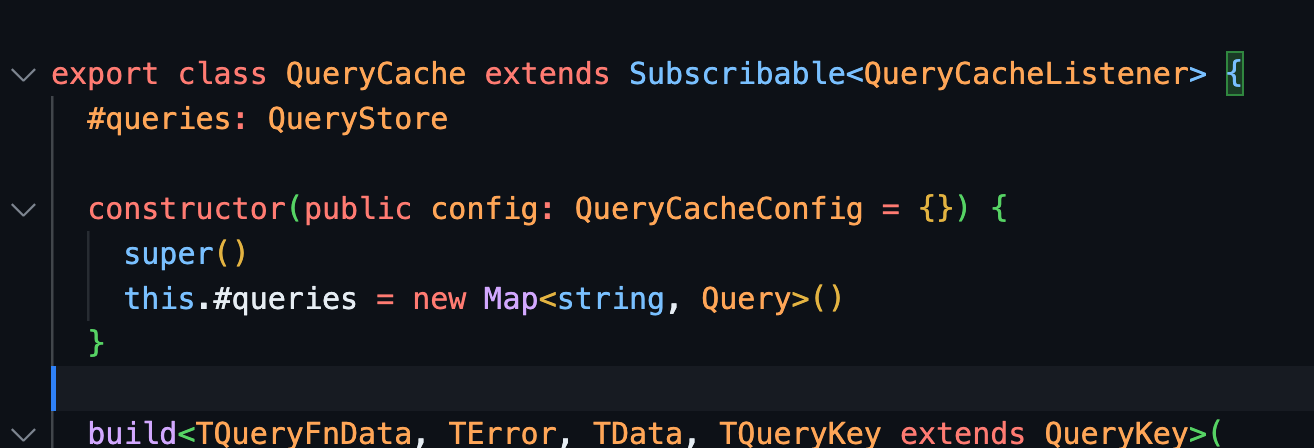 export class QueryCache extends Subscribable<QueryCacheListener> {
#queries: QueryStore
constructor(public config: QueryCacheConfig = {}) {
super()
this.#queries = new Map<string, Query>()
}
build<TQueryFnData, TError, TData, TQueryKey extends QueryKey>(